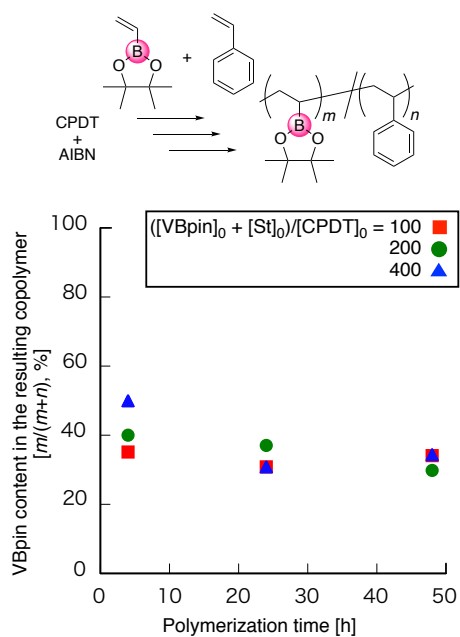 B
O O
+
CPDT
+
AIBN
m
n
B
O O
([VBpin]0 + [St]0)/[CPDT]0 = 100
200
400
VBpin content in the resulting copolymer
[m/(m+n), %]
100
80
60
40
20
0
0 10 20 30 40 50
Polymerization time [h]